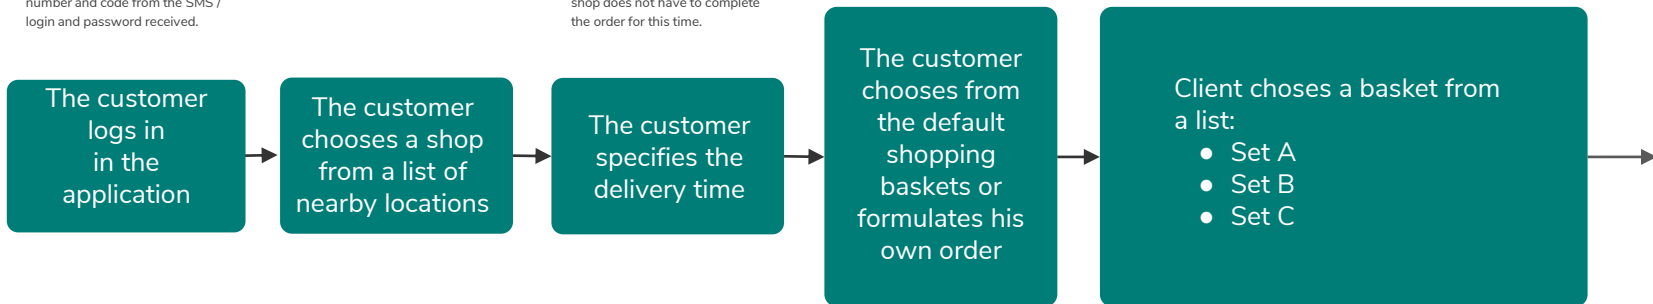 number and code from the SMS /
login and password received.
shop does not have to complete
the order for this time.
The customer
logs in
in the
application
The customer
chooses a shop
from a list of
nearby locations
The customer
specifies the
delivery time
The customer
chooses from
the default
shopping
baskets or
formulates his
own order
Client choses a basket from
a list:
● Set A
● Set B
● Set C